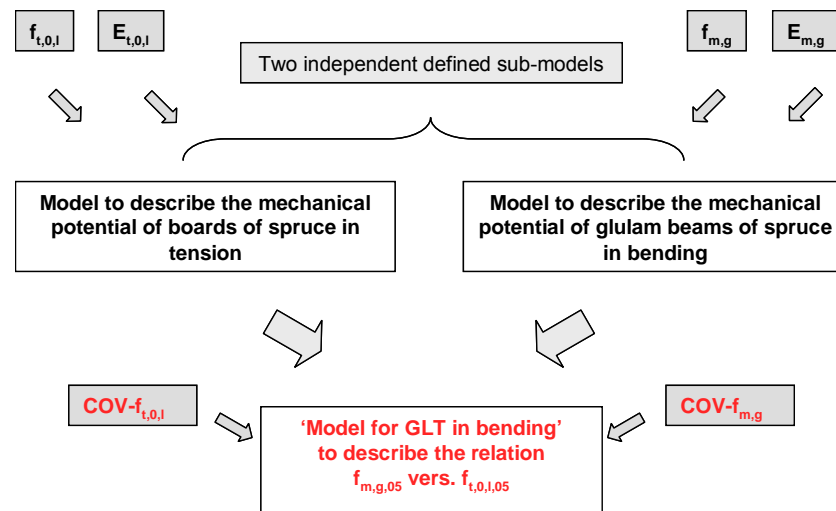 f t,0,l E t,0,l f m,g E m,g
Two independent defined sub-models
Model to describe the mechanical
potential of boards of spruce in
tension
Model to describe the mechanical
potential of glulam beams of spruce
in bending
COV-f t,0,l
COV-f m,g
‘Model for GLT in bending’
to describe the relation
f m,g,05 vers. f t,0,l,05